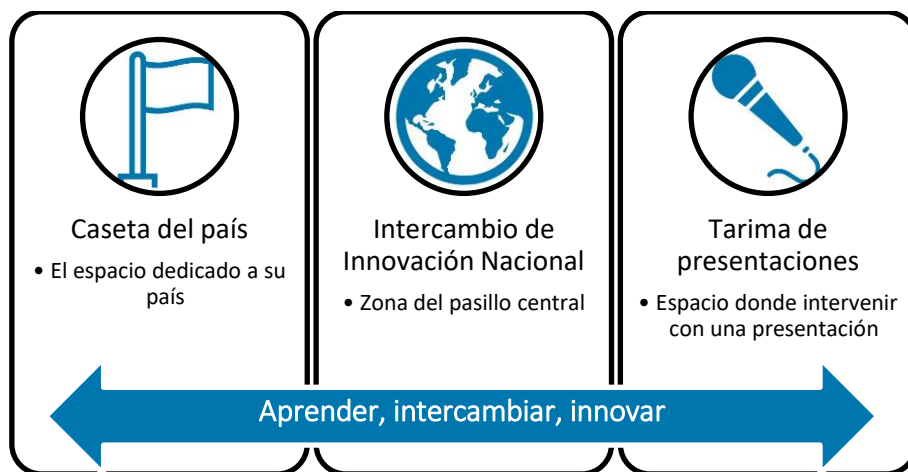 Caseta del país
• El espacio dedicado a su
país
Intercambio de
Innovación Nacional
• Zona del pasillo central
Tarima de
presentaciones
• Espacio donde intervenir
con una presentación
Aprender, intercambiar, innovar